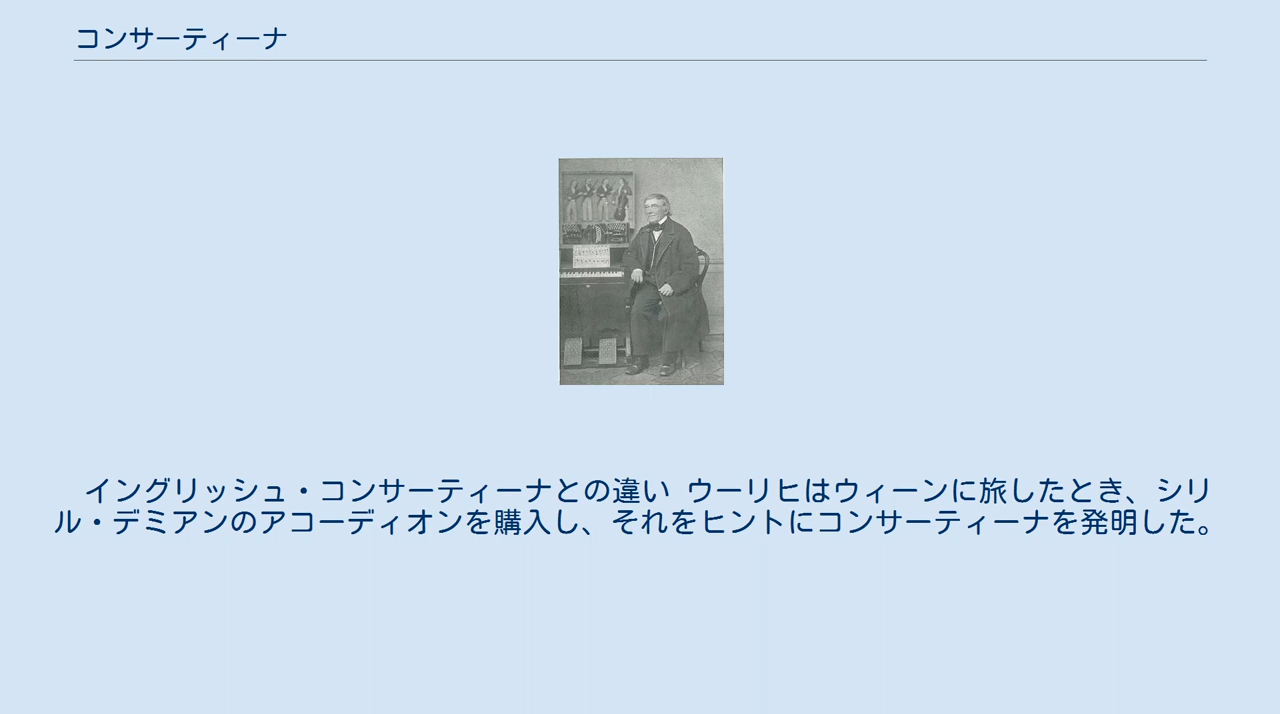 コンサーティーナ
イングリッシュ・コンサーティーナとの違い ウーリヒはウィーンに旅したとき、シリ
ル・デミアンのアコーディオンを購入し、それをヒントにコンサーティーナを発明した。